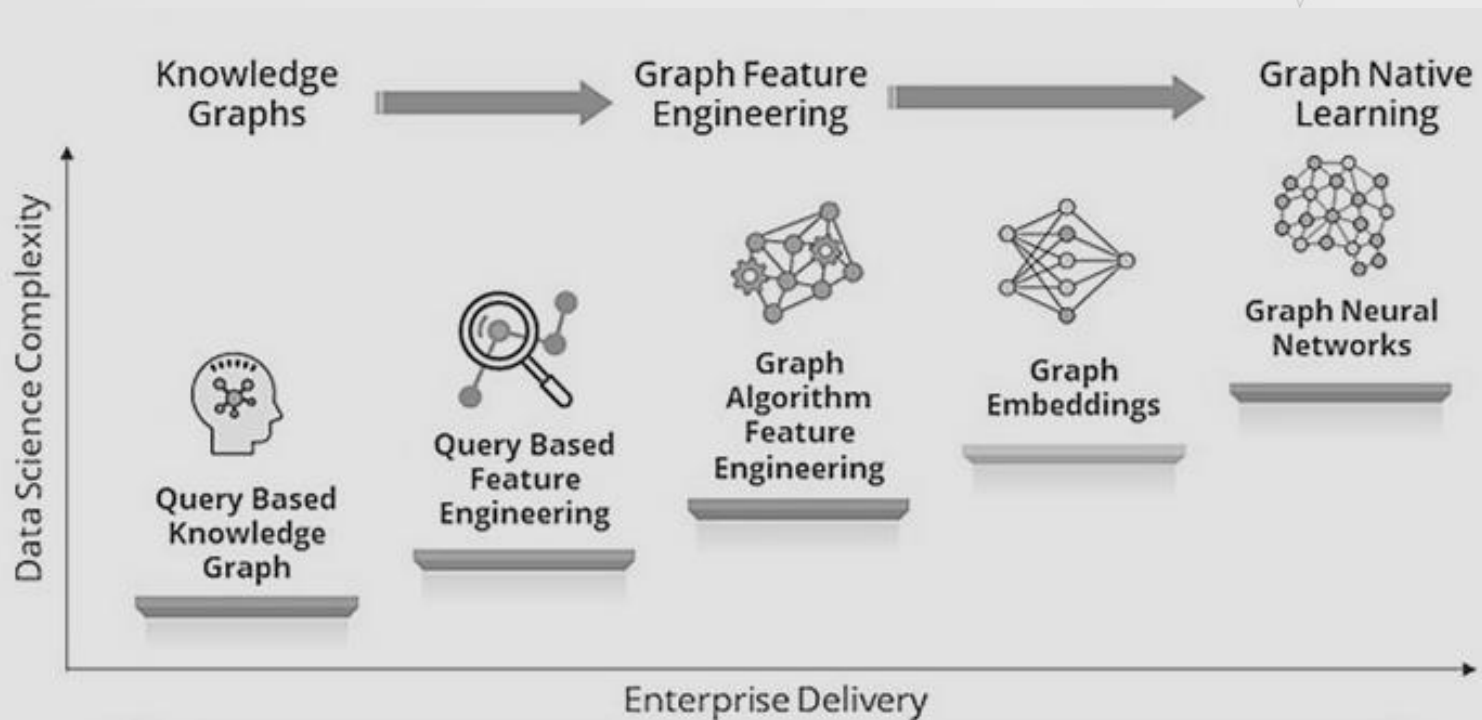 Knowledge
Graphs
Graph Feature
Engineering
Graph Native
Learning
Data Science Complexity
Query Based
Knowledge
Graph
Query Based
Feature
Engineering
Graph
Algorithm
Feature
Engineering
Graph
Embeddings
Graph Neural
Networks
Enterprise Delivery